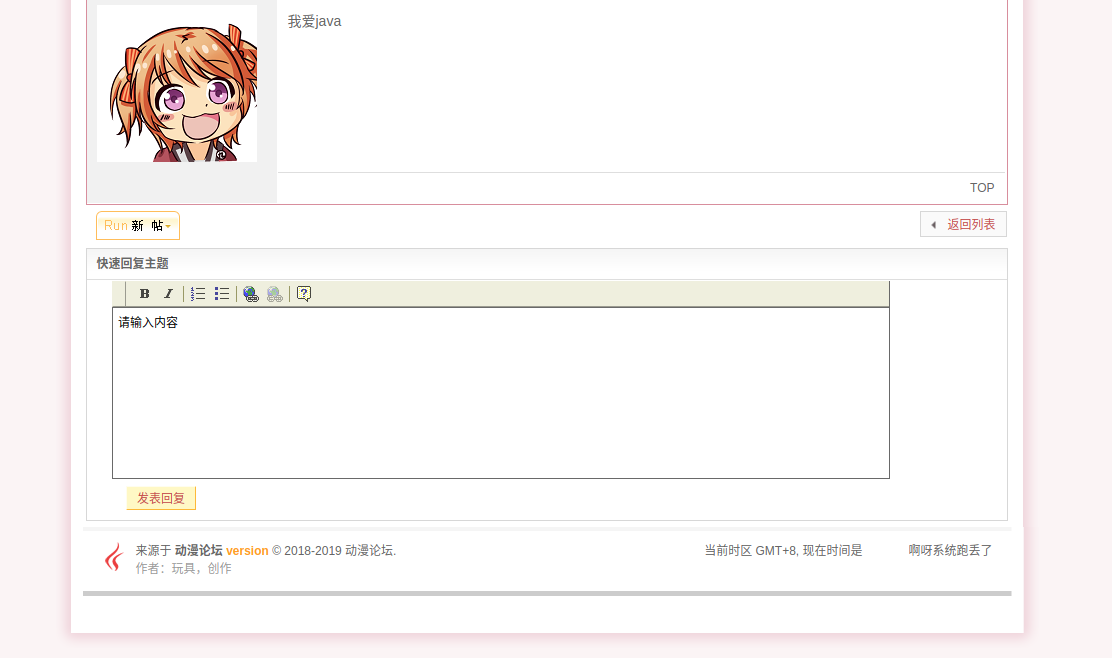 我爱java
TOP
Run 新 帖
返回列表
快速回复主题
B I
请输入内容
发表回复
来源于 动漫论坛 version © 2018-2019 动漫论坛.
当前时区 GMT+8, 现在时间是 啊呀系统跑丢了
作者：玩具，创作